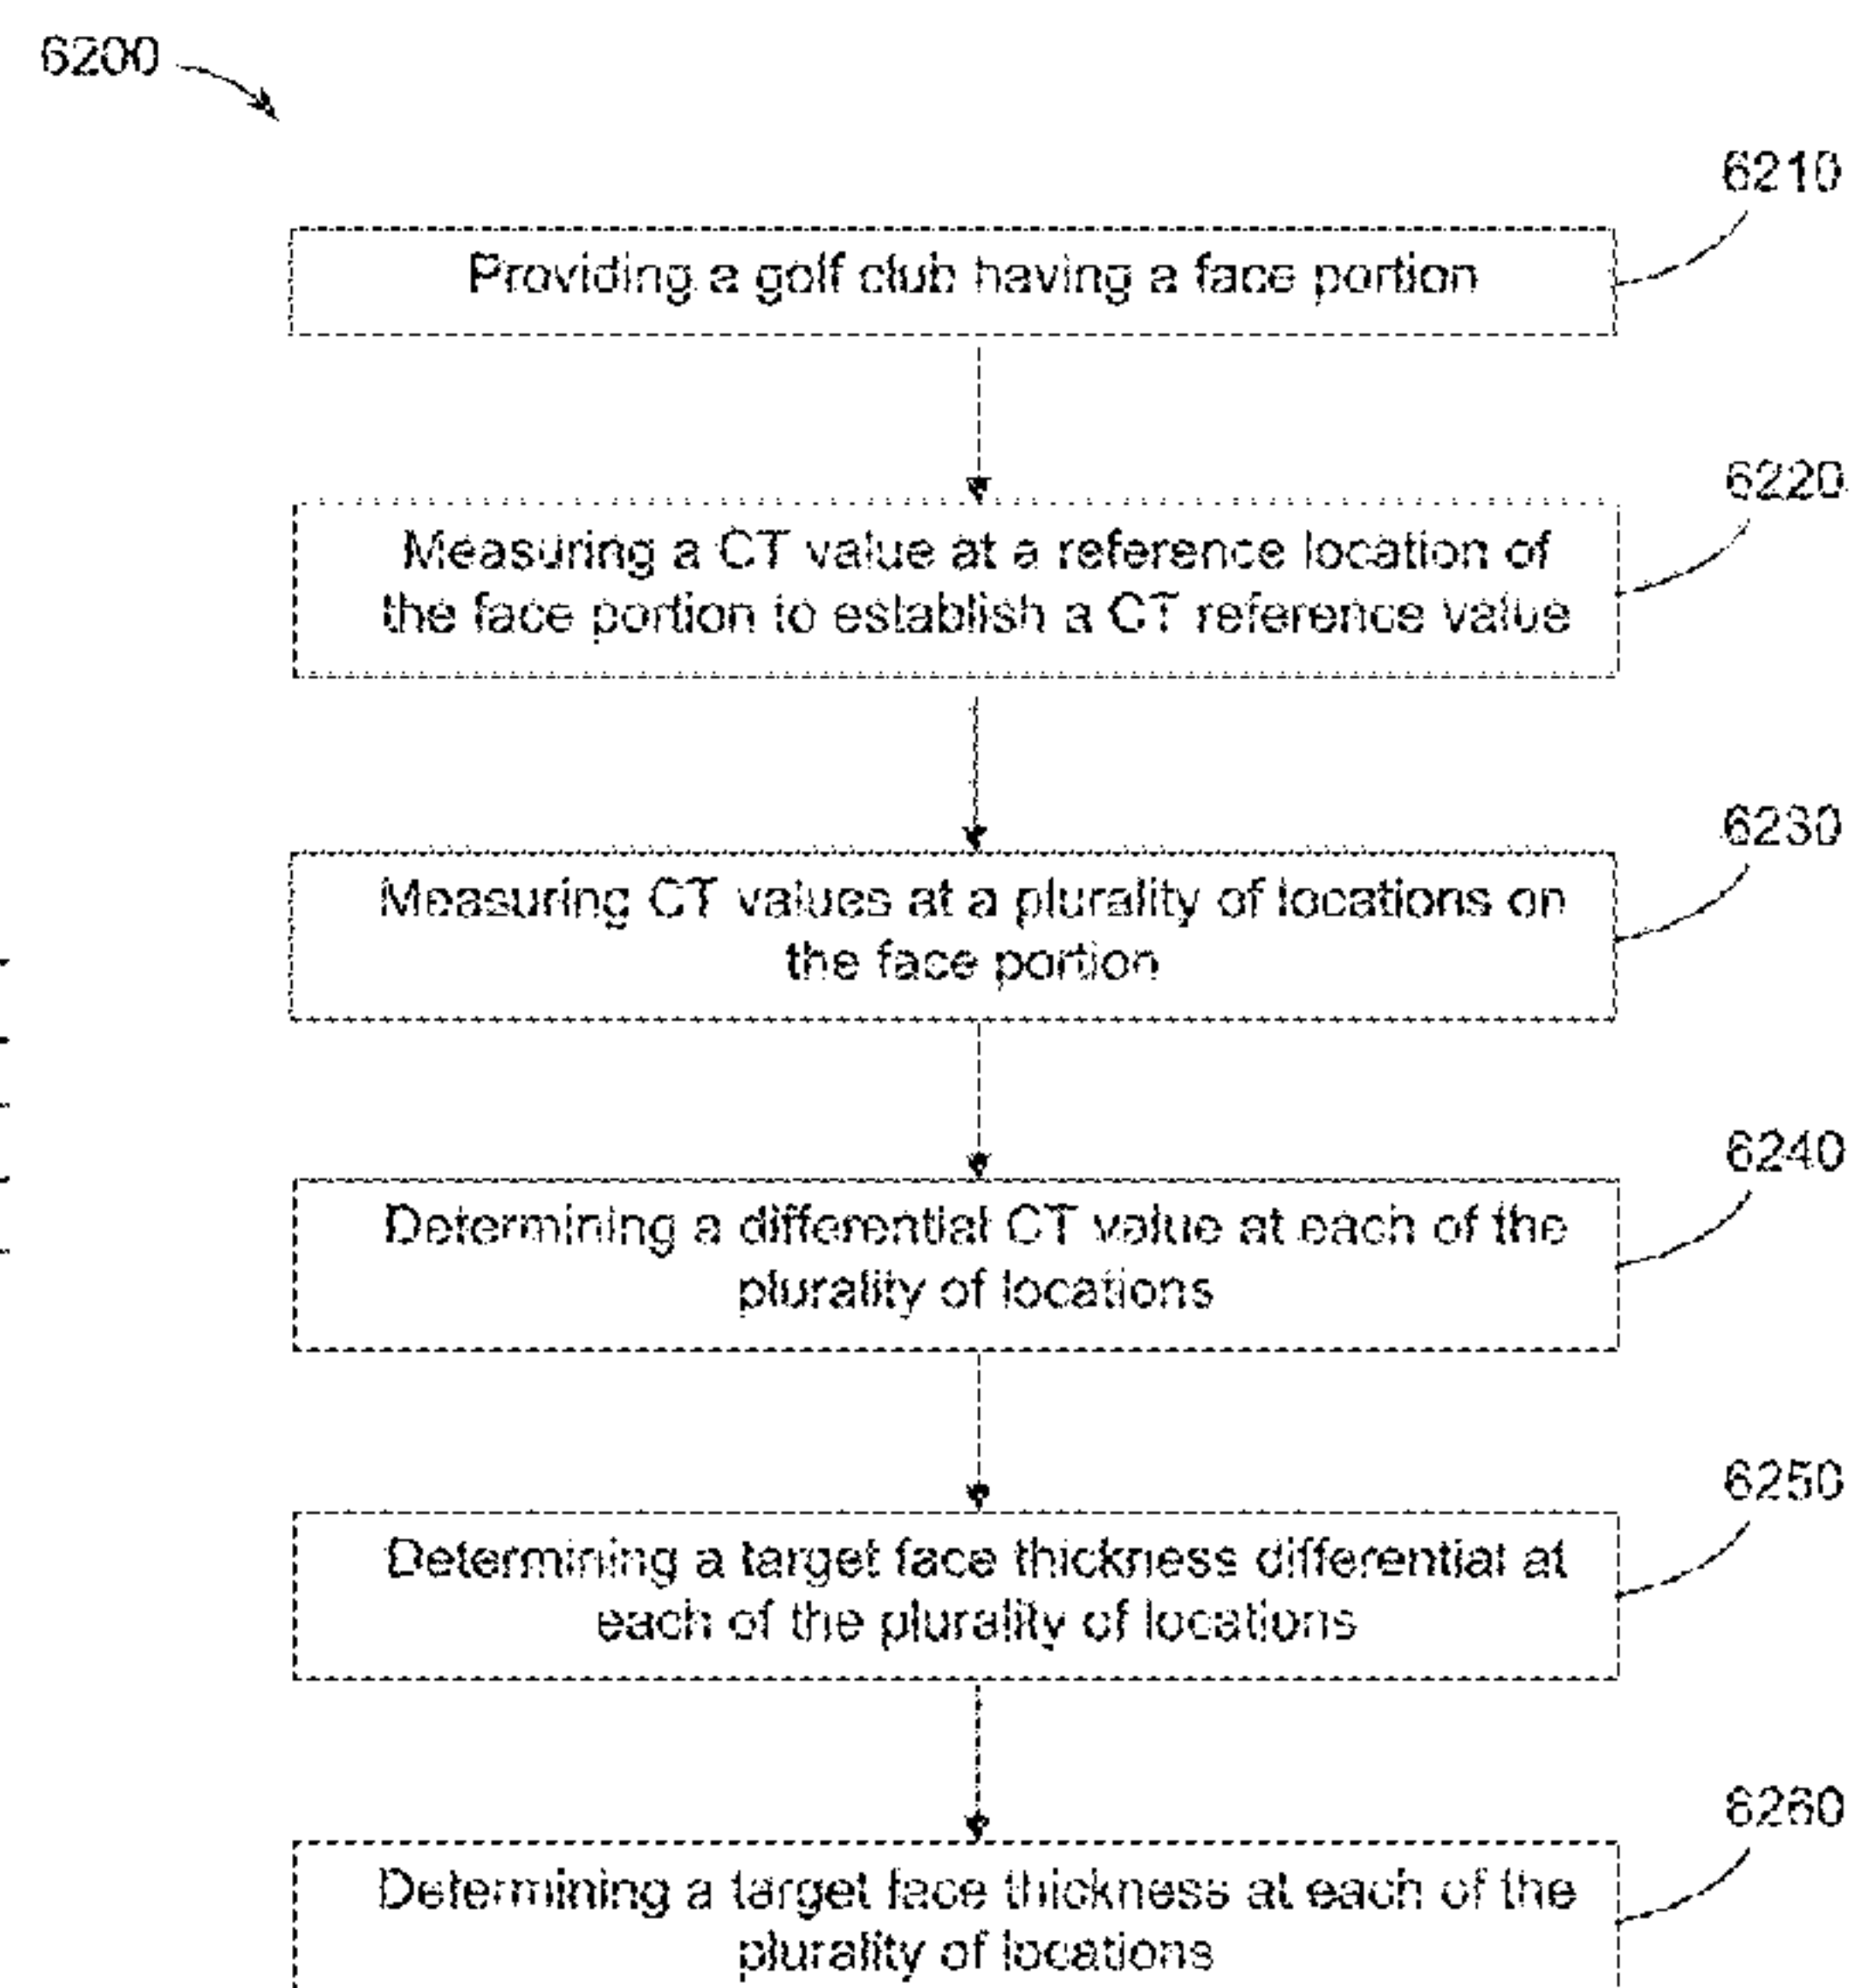 6200
6210
Providing a golf club having a face portion
6220
Measuring a CT value at a reference location of
the face portion to establish a CT reference value
6230
Measuring CT values at a plurality of locations on
the face portion
6240
Determining a differential CT value at each of the
plurality of locations
6250
Determining a target face thickness differential at
each of the plurality of locations
6260
Determining a target face thickness at each of the
plurality of locations